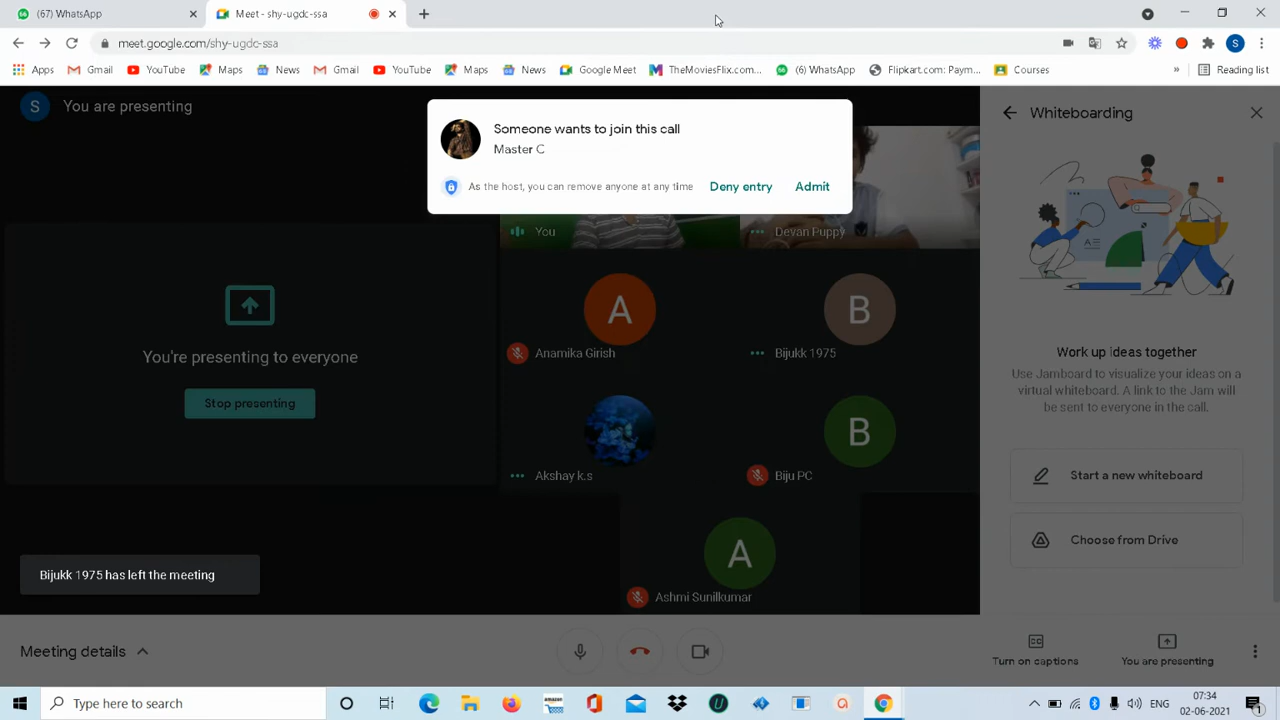 (67) WhatsApp
Meet - shy-ugdc-ssa
meet.google.com/shy-ugdc-ssa
S
Apps Gmail YouTube Maps News Gmail YouTube Maps News Google Meet TheMoviesFlix.com... (6) WhatsApp Flipkart.com: Paym... Courses » Reading list
S You are presenting
Someone wants to join this call
Master C
As the host, you can remove anyone at any time Deny entry Admit
You Devan Puppy
You're presenting to everyone
Stop presenting
A B
Anamika Girish Bijukk 1975
B
Akshay k.s Biju PC
A
Ashmi Sunilkumar
Bijukk 1975 has left the meeting
Whiteboarding
Work up ideas together
Use Jamboard to visualize your ideas on a
virtual whiteboard. A link to the Jam will
be sent to everyone in the call.
Start a new whiteboard
Choose from Drive
Meeting details
Turn on captions You are presenting
Type here to search
ENG
07:34
02-06-2021